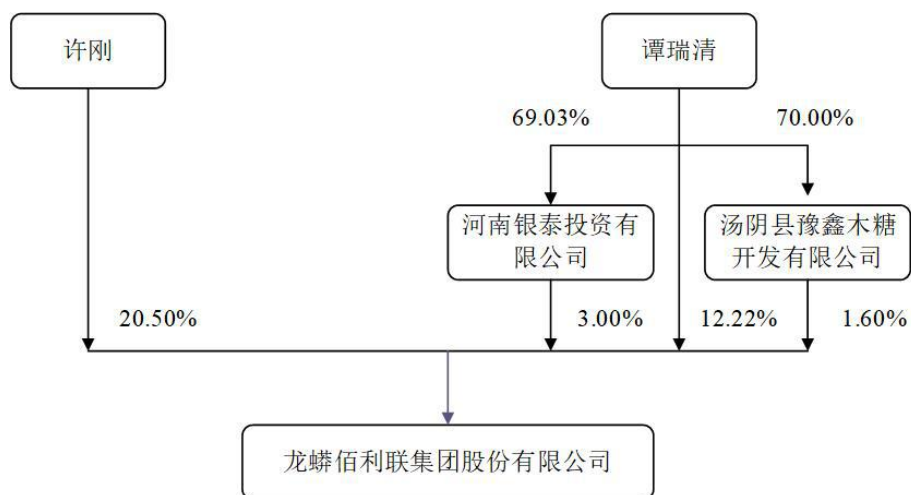 许刚
谭瑞清
69.03%
70.00%
河南银泰投资有
限公司
汤阴县豫鑫木糖
开发有限公司
20.50%
3.00%
12.22%
1.60%
龙蟒佰利联集团股份有限公司